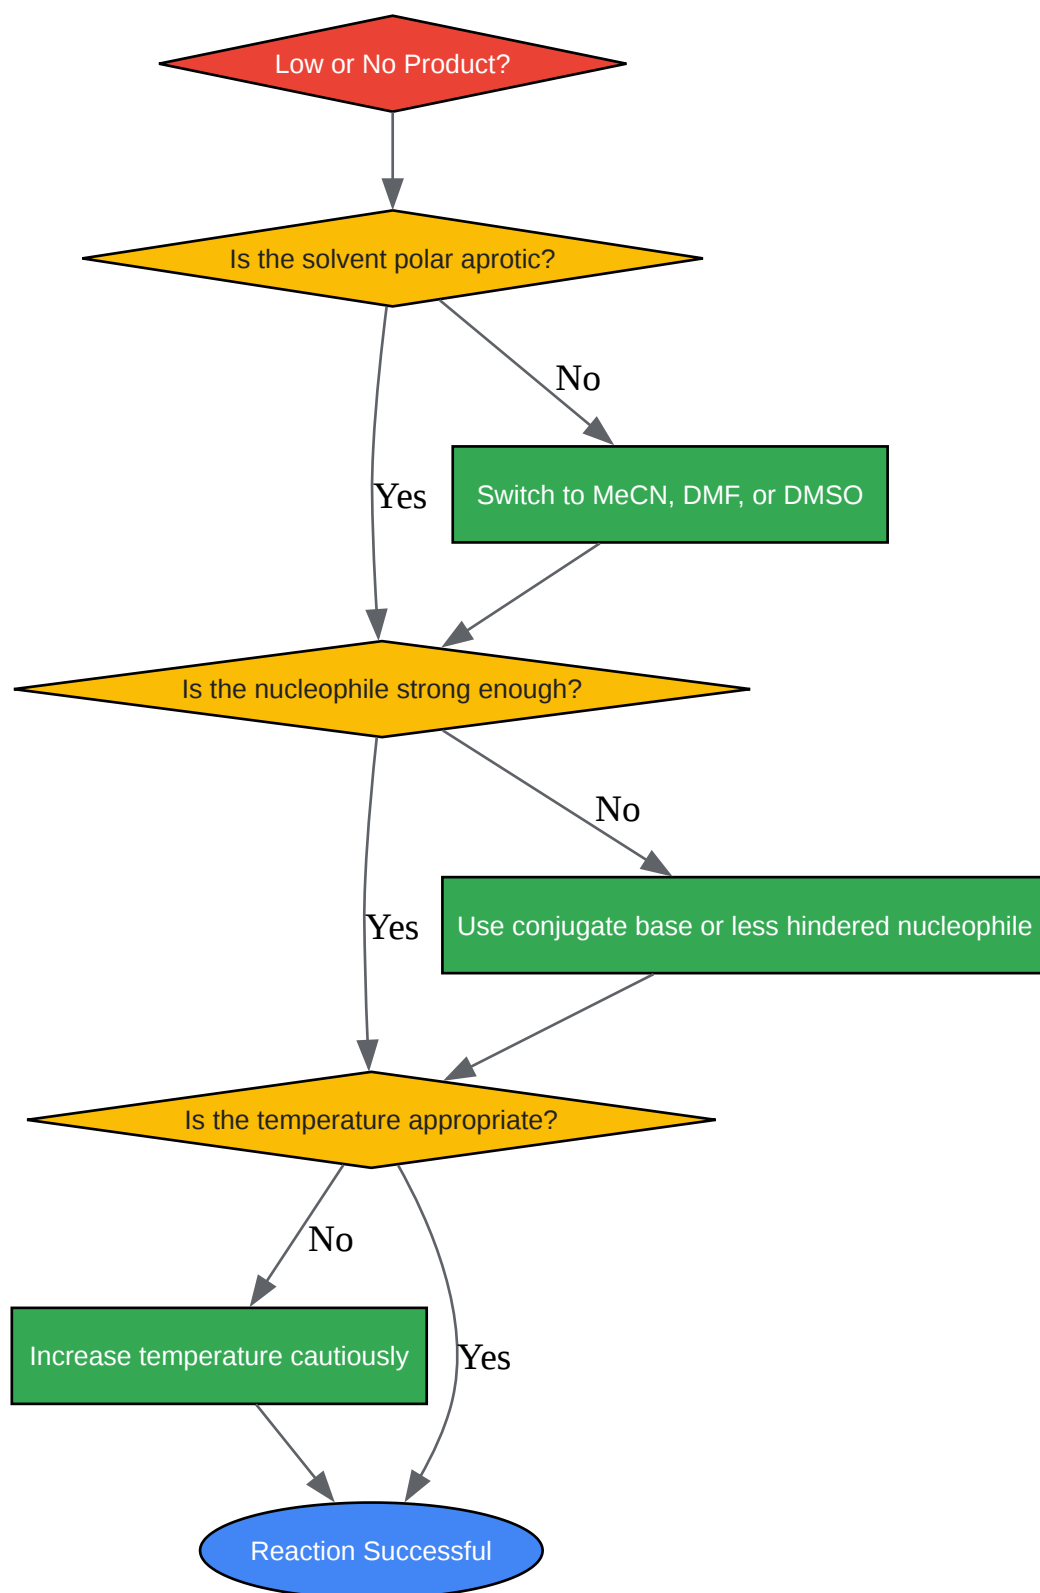 Low or No Product?
Is the solvent polar aprotic?
No
Yes
Switch to MeCN, DMF, or DMSO
Is the nucleophile strong enough?
No
Yes
Use conjugate base or less hindered nucleophile
Is the temperature appropriate?
No
Increase temperature cautiously
Yes
Reaction Successful